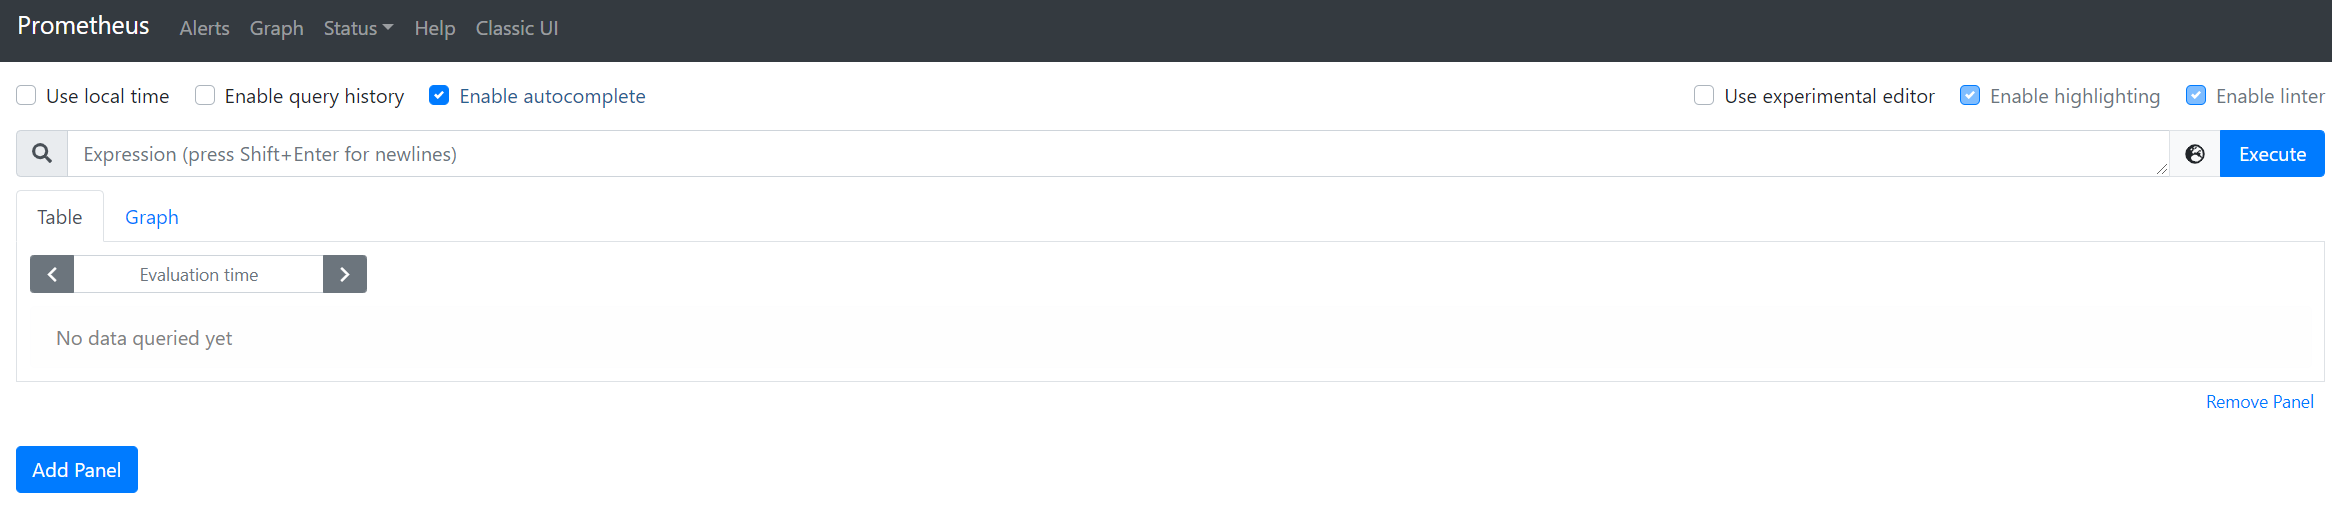 Prometheus Alerts Graph Status Help Classic UI
Use local time Enable query history Enable autocomplete Use experimental editor Enable highlighting Enable linter
Expression (press Shift+Enter for newlines) Execute
Table Graph
Evaluation time
No data queried yet
Remove Panel
Add Panel